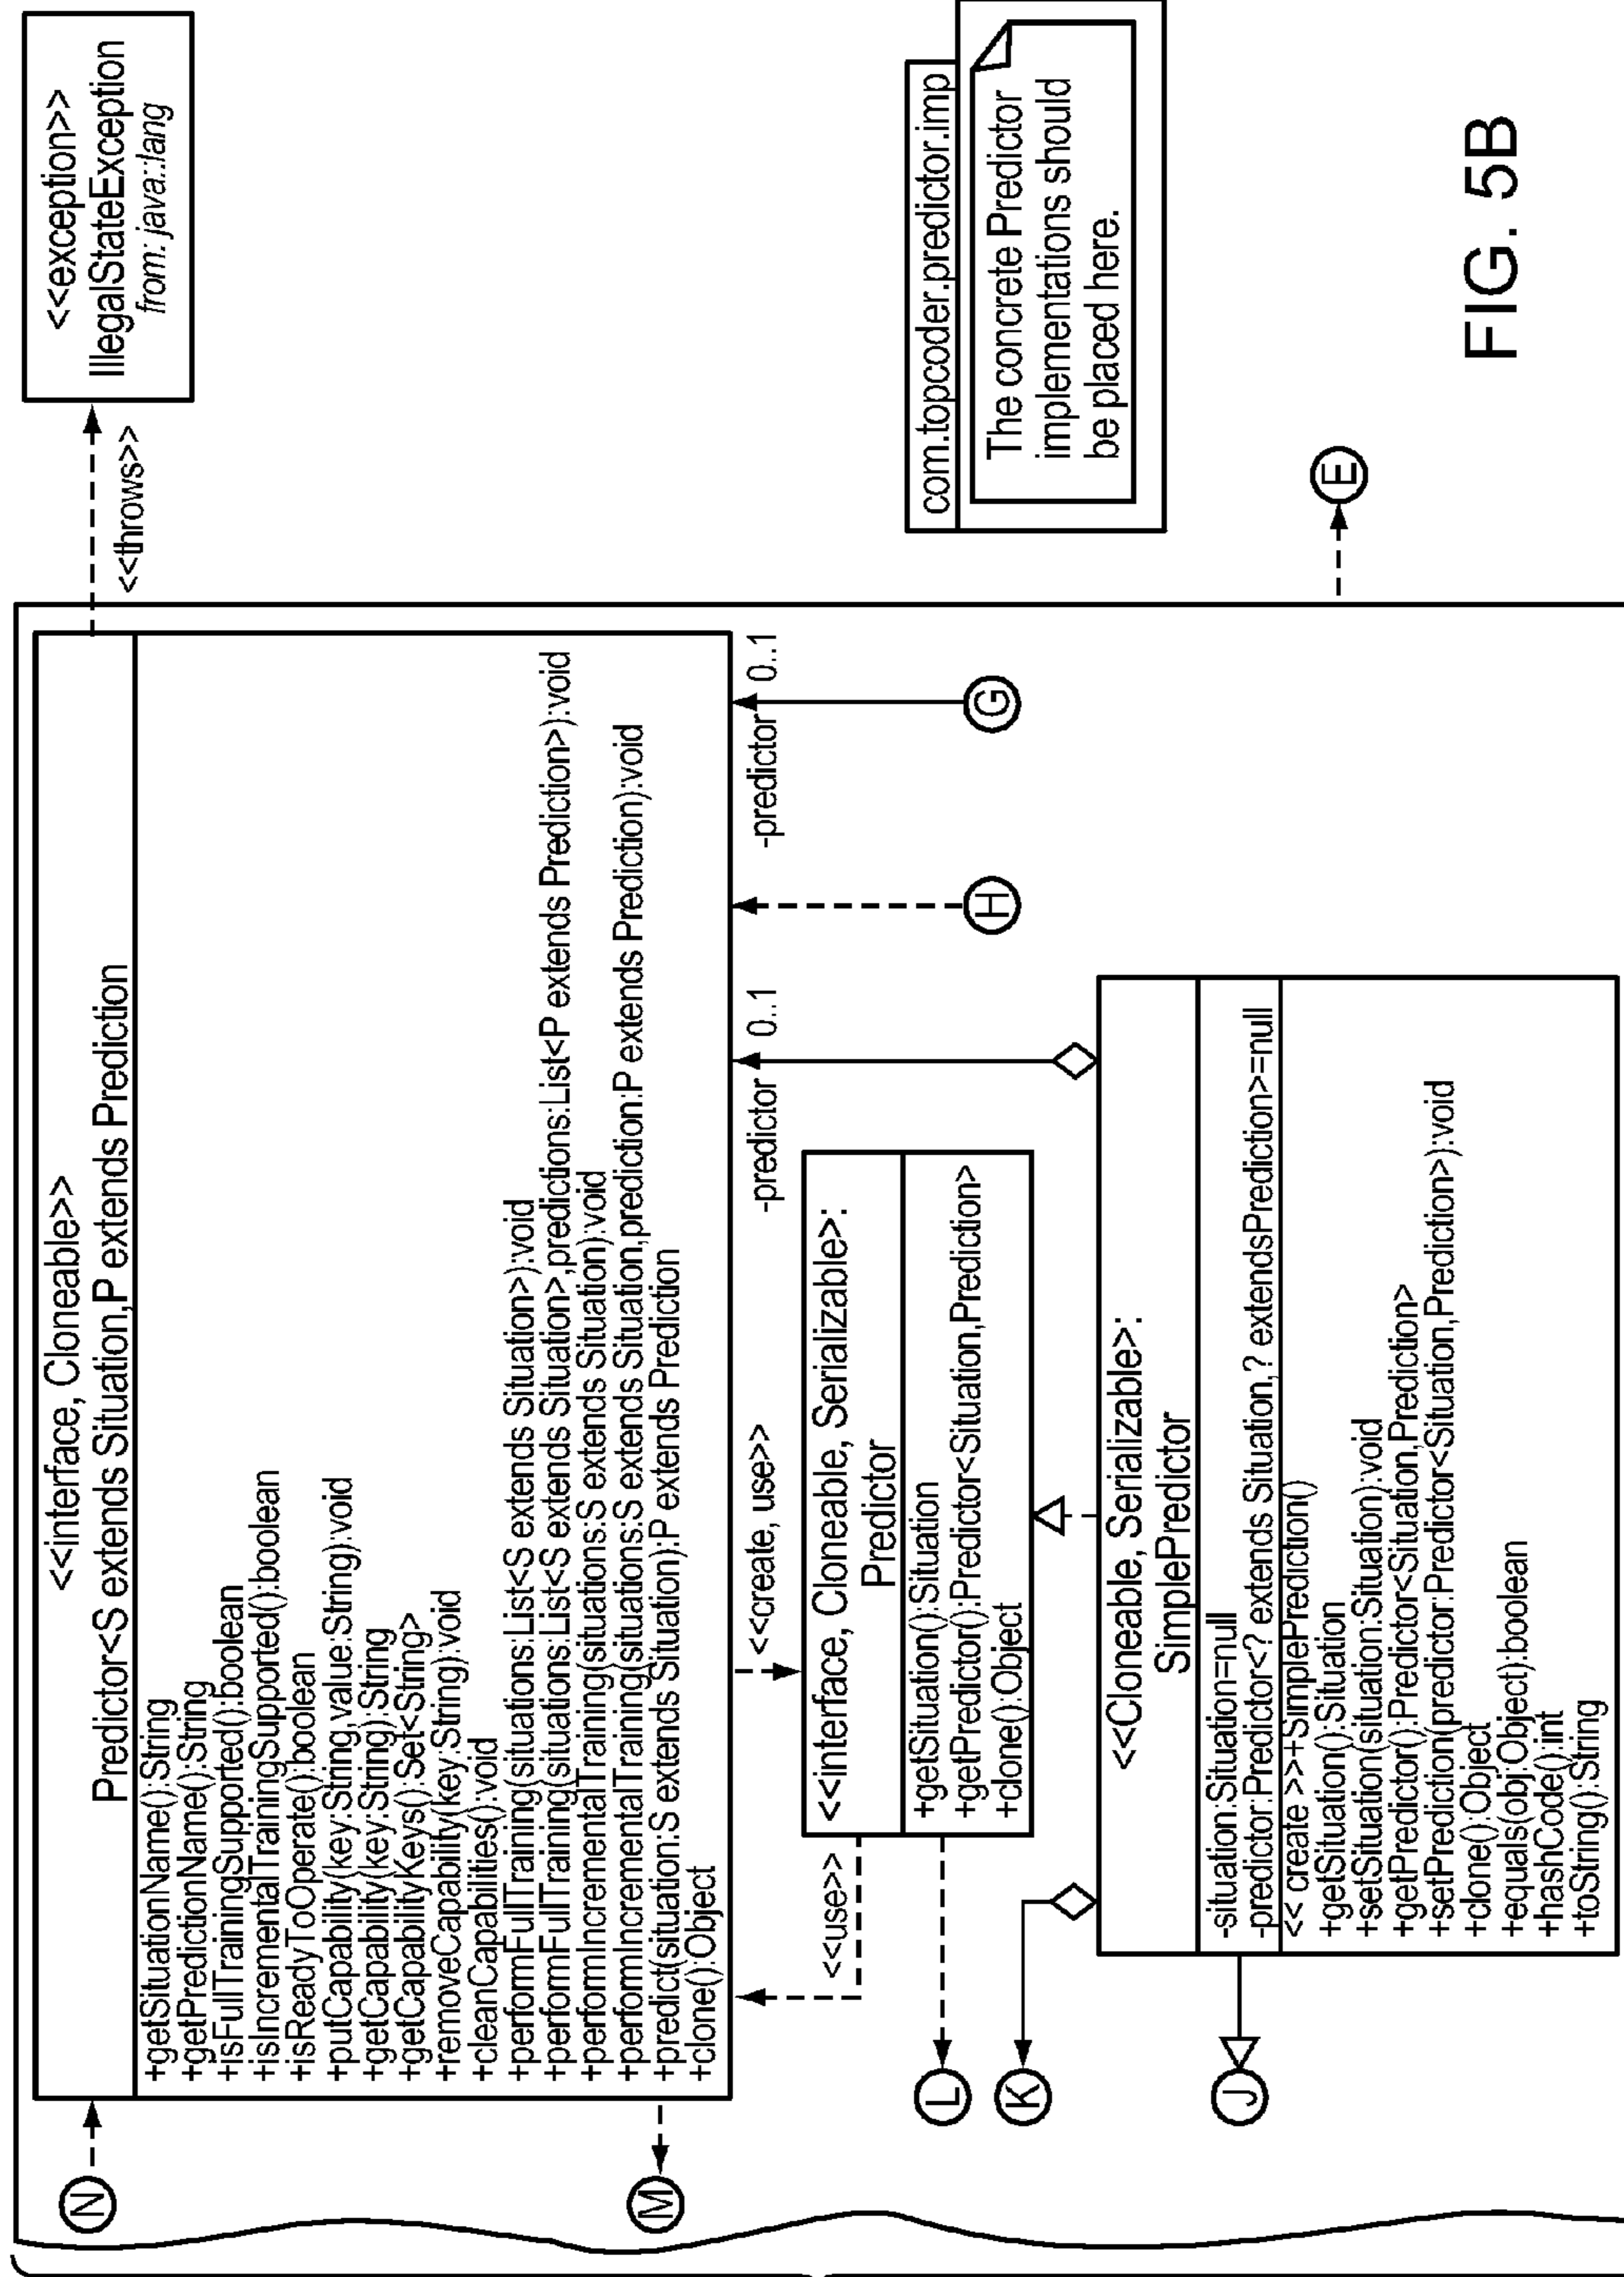 <<interface, Cloneable>>
Predictor<S extends Situation,P extends Prediction
+getSituationName():String
+getPredictionName():String
+isFullTrainingSupported():boolean
+isIncrementalTrainingSupported():boolean
+isReadyToOperate():boolean
+putCapability(key:String,value:String):void
+getCapability(key:String):String
+getCapabilityKeys():Set<String>
+removeCapability(key:String):void
+cleanCapabilities():void
+performFullTraining(situations:List<S extends Situation>):void
+performFullTraining(situations:List<S extends Situation>,predictions:List<P extends Prediction>):void
+performIncrementalTraining(situations:S extends Situation):void
+performIncrementalTraining(situations:S extends Situation,prediction:P extends Prediction):void
+predict(situation:S extends Situation):P extends Prediction
+clone():Object
<<exception>>
IllegalStateException
from: java::lang
<<throws>>
N
M
<<use>>
<<create, use>>
-predictor
0..1
-predictor
0..1
H
G
<<interface, Cloneable, Serializable>:
Predictor
+getSituation():Situation
+getPredictor():Predictor<Situation,Prediction>
+clone():Object
L
K
J
<<Cloneable, Serializable>:
SimplePredictor
-situation:Situation=null
-predictor:Predictor<? extends Situation,? extendsPrediction>=null
<< create >>+SimplePrediction()
+getSituation():Situation
+setSituation(situation:Situation):void
+getPredictor():Predictor<Situation,Prediction>
+setPrediction(predictor:Predictor<Situation,Prediction>):void
+clone():Object
+equals(obj:Object):boolean
+hashCode():int
+toString():String
com.topcoder.predictor.imp
The concrete Predictor
implementations should
be placed here.
E
FIG. 5B